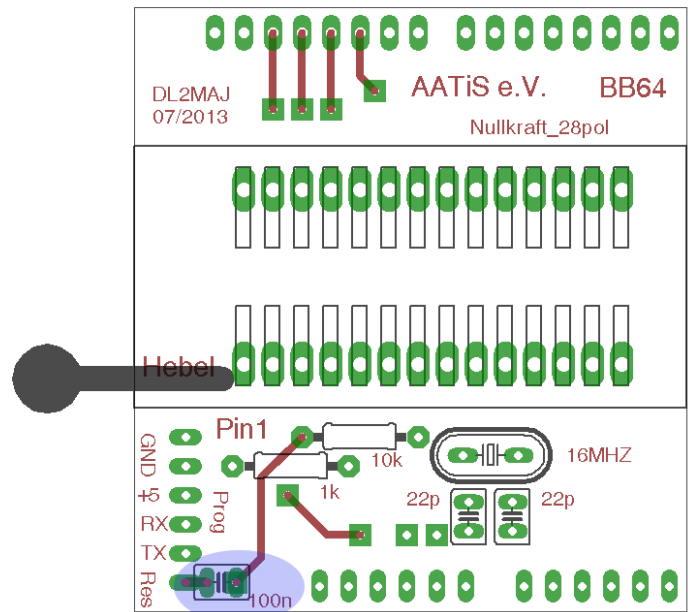 DL2MAJ
07/2013
AATiS e.V.
BB64
Nullkraft_28pol
Hebel
Pin1
GND
+5
RX
TX
Res
Prog
10k
1k
16MHZ
22p
22p
100n